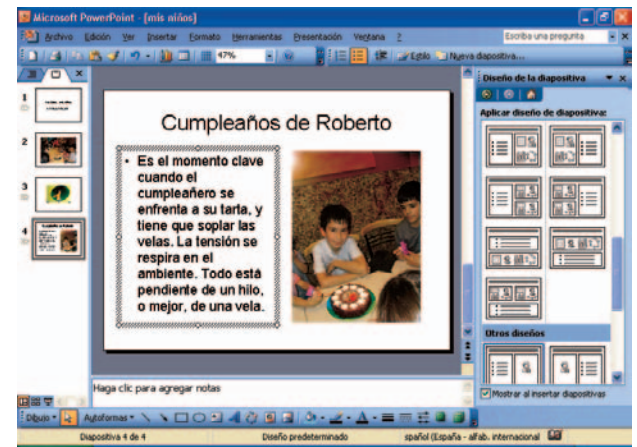 Microsoft PowerPoint - [mis niños]
Archivo Edición Ver Insertar Formato Herramientas Presentación Ventana ? Escriba una pregunta
47% Estilo Nueva diapositiva...
Diseño de la diapositiva
Aplicar diseño de diapositiva:
1
2
3
4
Cumpleaños de Roberto
• Es el momento clave
cuando el
cumpleañero se
enfrenta a su tarta, y
tiene que soplar las
velas. La tensión se
respira en el
ambiente. Todo está
pendiente de un hilo,
o mejor, de una vela.
Otros diseños
Mostrar al insertar diapositivas
Haga clic para agregar notas
Dibujo Autoformas
Diapositiva 4 de 4 Diseño predeterminado spañol (España - alfab. internacional